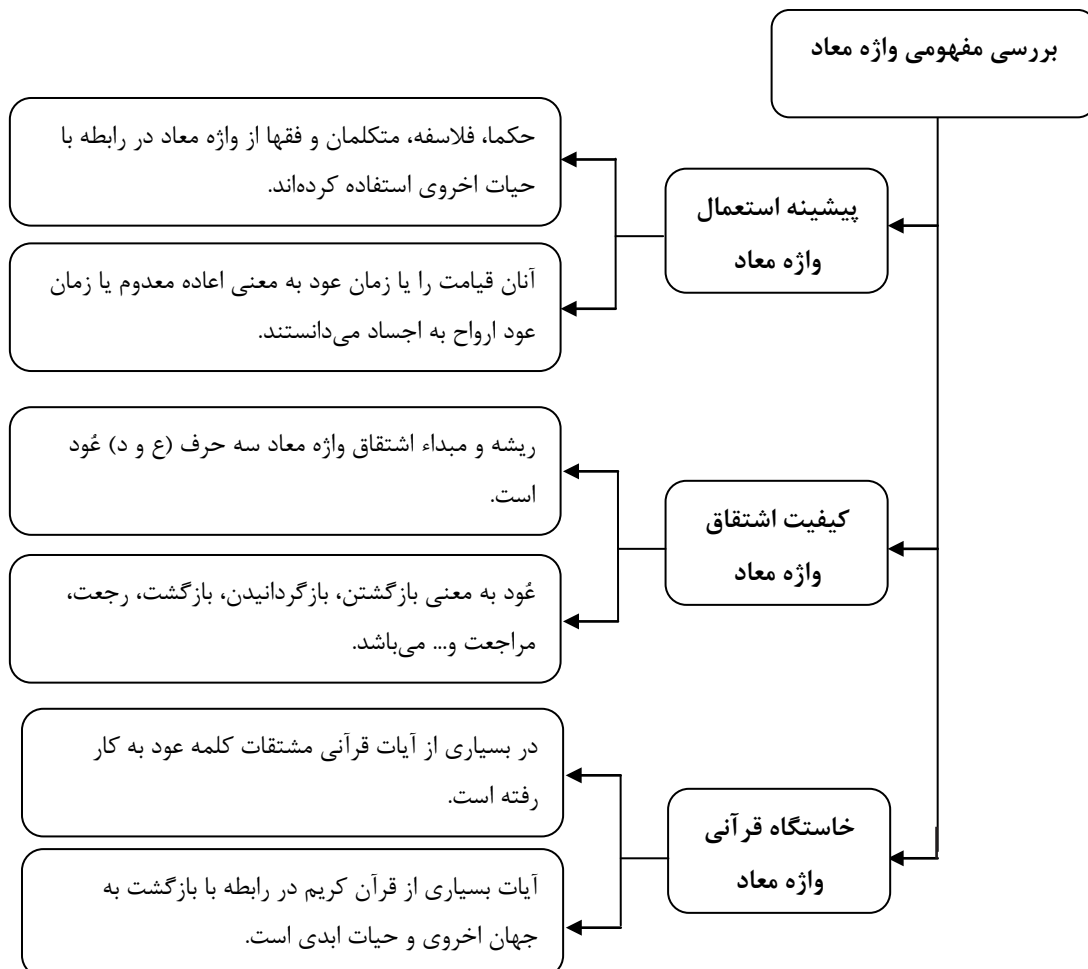 بررسی مفهومی واژه معاد
پیشینه استعمال
واژه معاد
حکما، فلاسفه، متکلمان و فقها از واژه معاد در رابطه با
حیات اخروی استفاده کرده‌اند.
آنان قیامت را یا زمان عود به معنی اعاده معدوم یا زمان
عود ارواح به اجساد می‌دانستند.
کیفیت اشتقاق
واژه معاد
ریشه و مبداء اشتقاق واژه معاد سه حرف (ع و د) عُود
است.
عُود به معنی بازگشتن، بازگردانیدن، بازگشت، رجعت،
مراجعت و... می‌باشد.
خاستگاه قرآنی
واژه معاد
در بسیاری از آیات قرآنی مشتقات کلمه عود به کار
رفته است.
آیات بسیاری از قرآن کریم در رابطه با بازگشت به
جهان اخروی و حیات ابدی است.